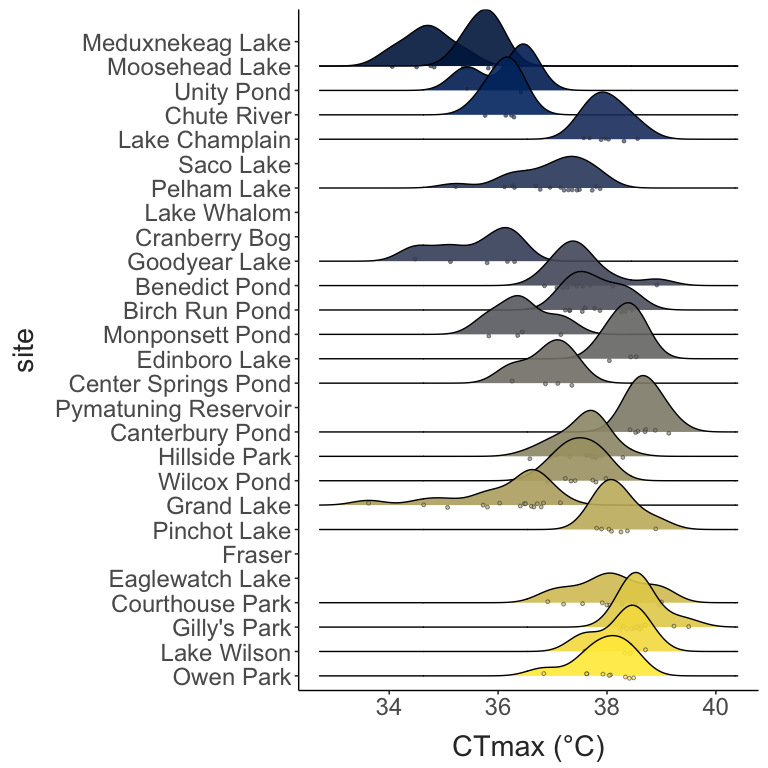 Meduxnekeag Lake
Moosehead Lake
Unity Pond
Chute River
Lake Champlain
Saco Lake
Pelham Lake
Lake Whalom
Cranberry Bog
Goodyear Lake
Benedict Pond
Birch Run Pond
Monponsett Pond
Edinboro Lake
Center Springs Pond
Pymatuning Reservoir
Canterbury Pond
Hillside Park
Wilcox Pond
Grand Lake
Pinchot Lake
Fraser
Eaglewatch Lake
Courthouse Park
Gilly's Park
Lake Wilson
Owen Park
site
34 36 38 40
CTmax (°C)